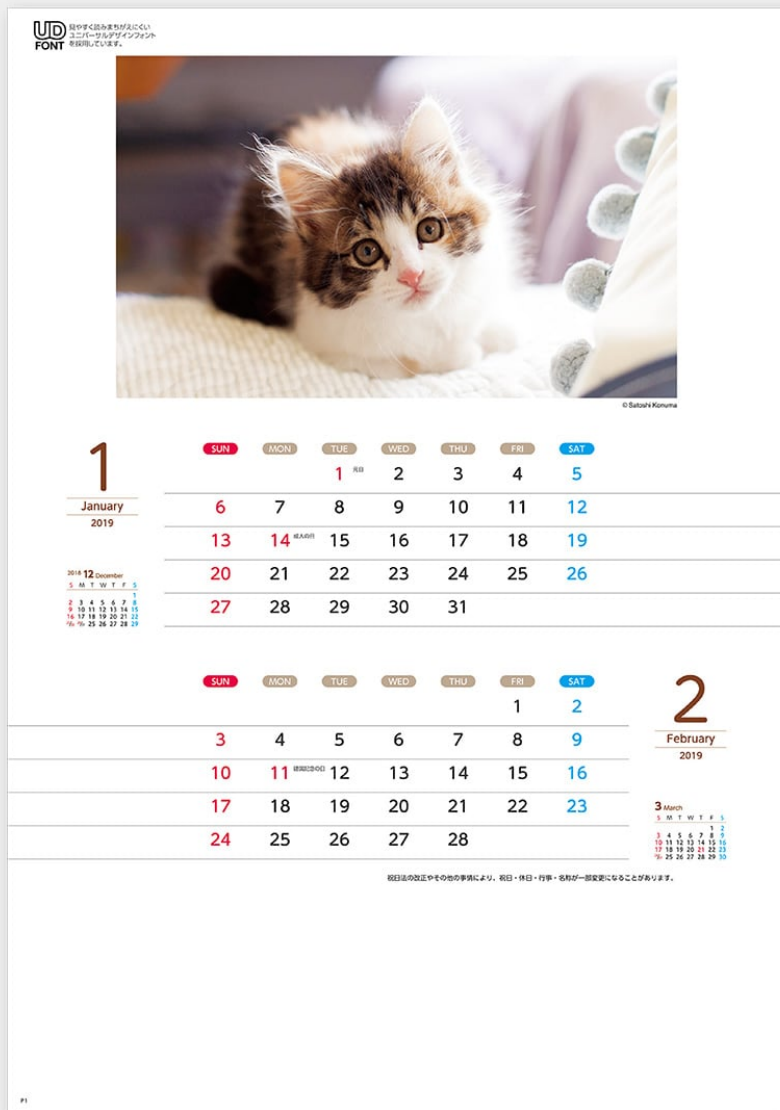 UD
FONT
見やすく読みまちがえにくい
ユニバーサルデザインフォント
を採用しています。
© Satoshi Konuma
1
January
2019
SUN MON TUE WED THU FRI SAT
1 元日 2 3 4 5
6 7 8 9 10 11 12
13 14 成人の日 15 16 17 18 19
20 21 22 23 24 25 26
27 28 29 30 31
2018 12 December
S M T W T F S
1
2 3 4 5 6 7 8
9 10 11 12 13 14 15
16 17 18 19 20 21 22
23/30 24/31 25 26 27 28 29
SUN MON TUE WED THU FRI SAT
1 2
3 4 5 6 7 8 9
10 11 建国記念の日 12 13 14 15 16
17 18 19 20 21 22 23
24 25 26 27 28
2
February
2019
3 March
S M T W T F S
1 2
3 4 5 6 7 8 9
10 11 12 13 14 15 16
17 18 19 20 21 22 23
24/31 25 26 27 28 29 30
祝日法の改正やその他の事情により、祝日・休日・行事・名称が一部変更になることがあります。
P1